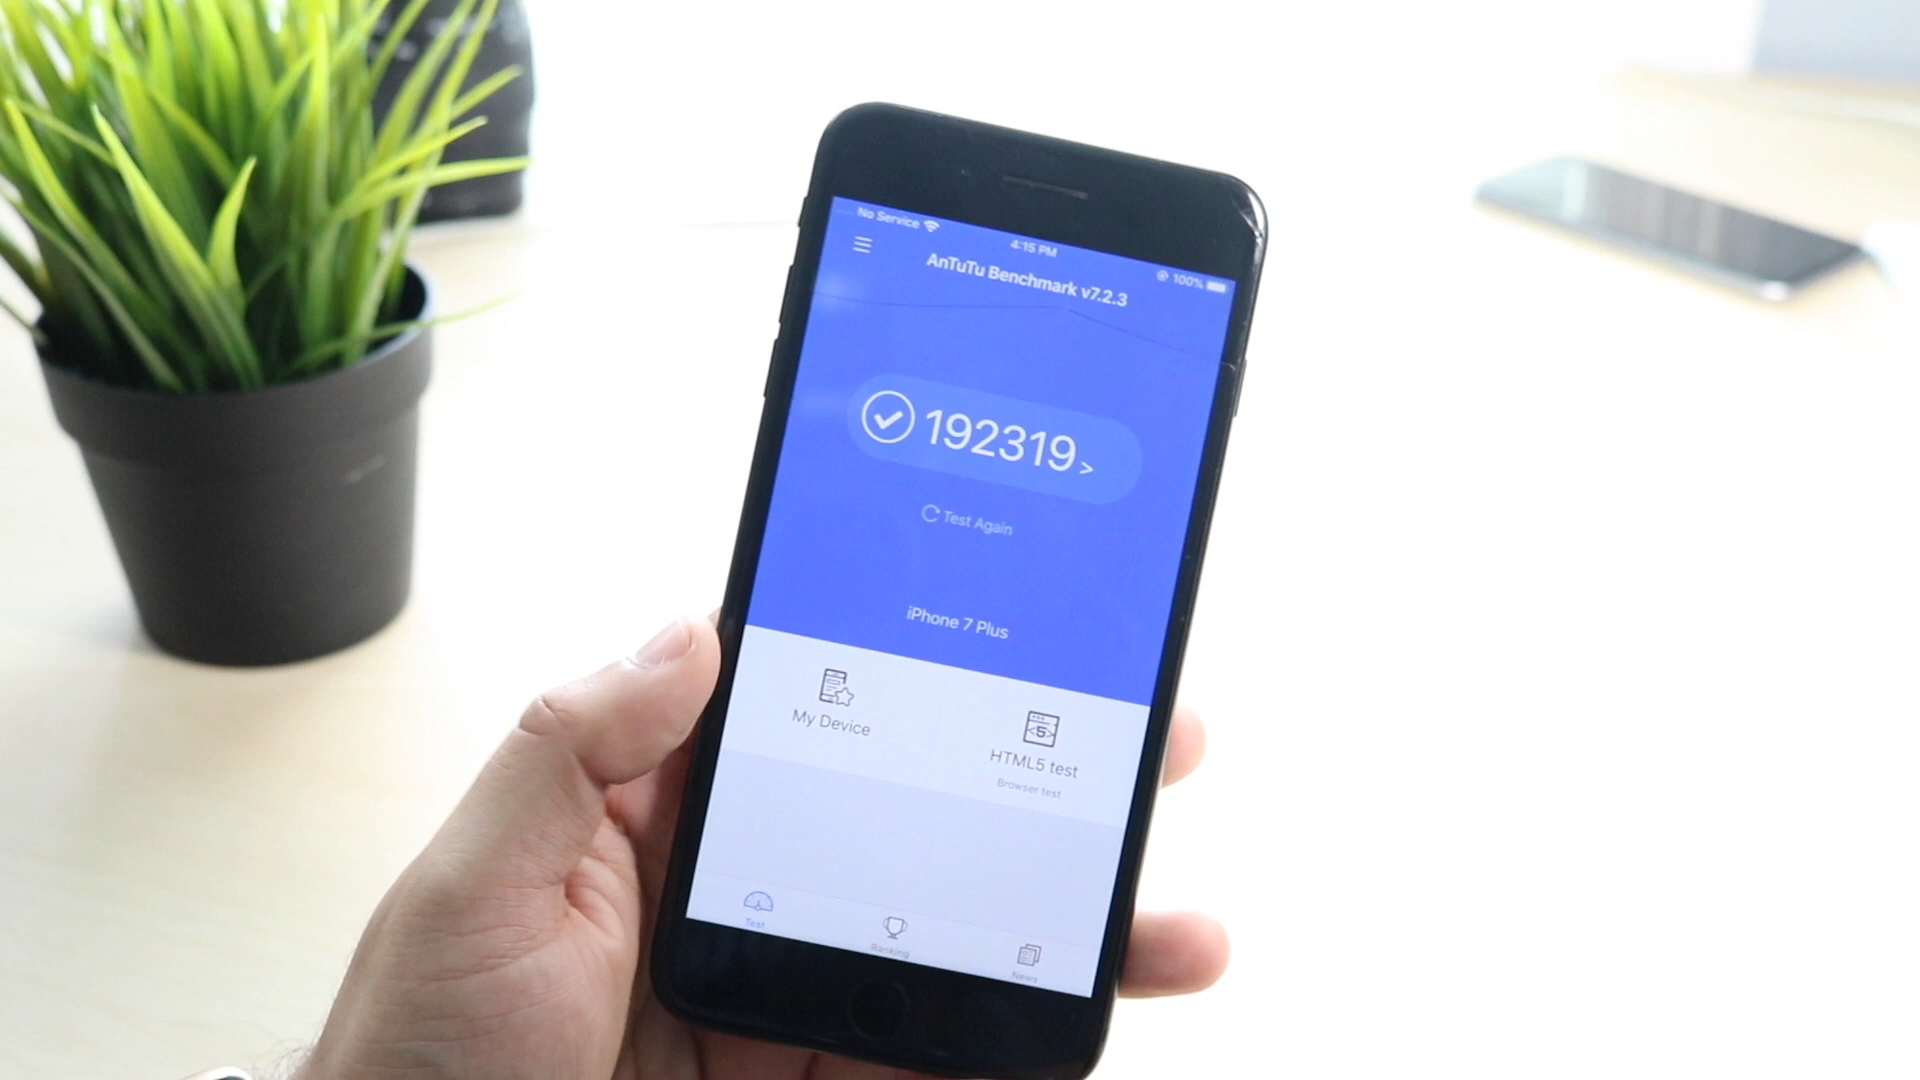 No Service
4:15 PM
100%
AnTuTu Benchmark v7.2.3
192319 >
Test Again
iPhone 7 Plus
My Device
HTML5 test
Browser test
Test
Ranking
News